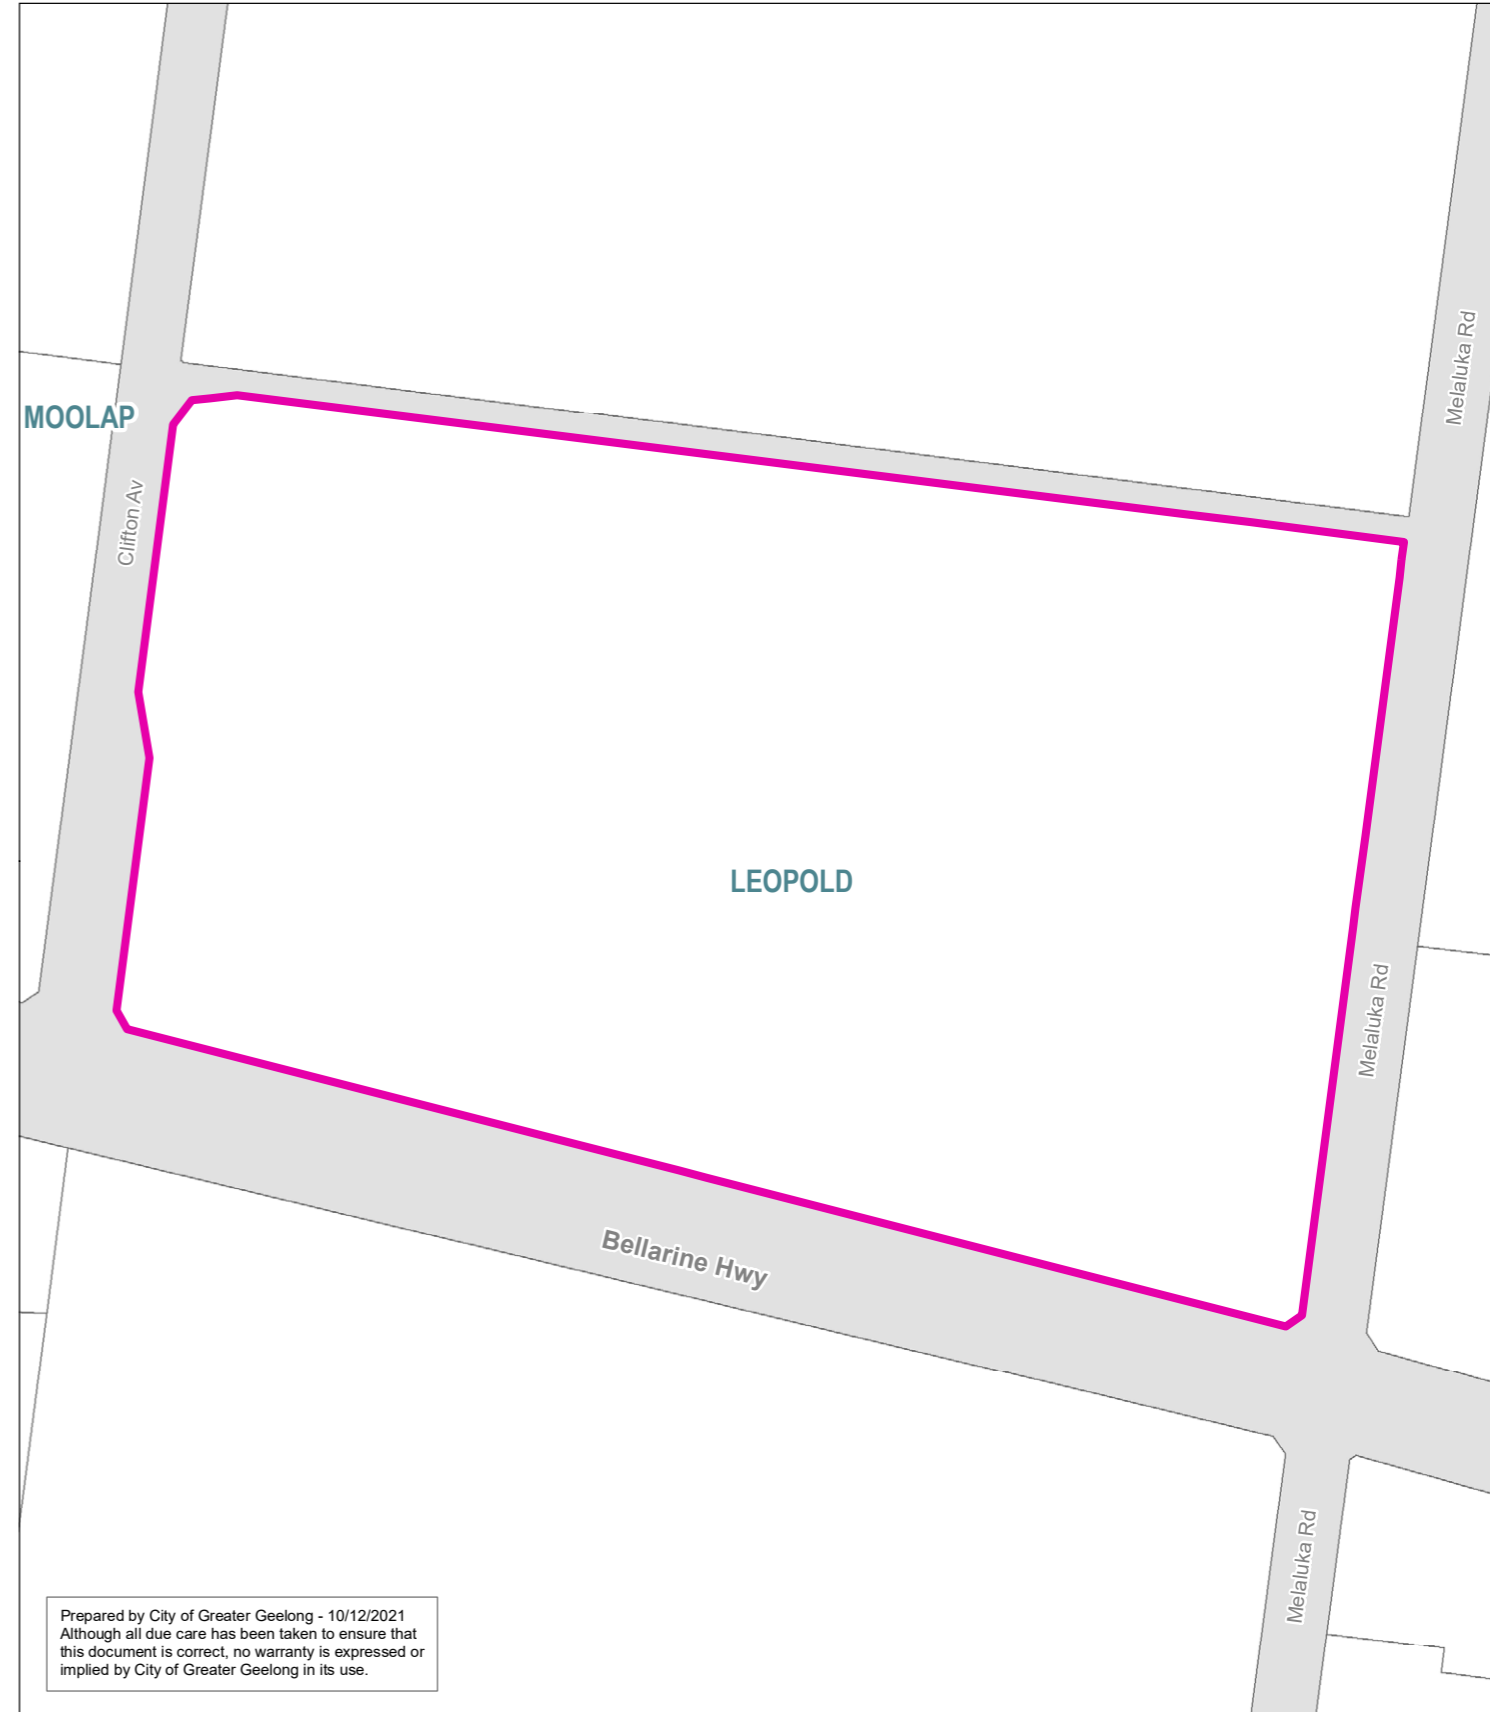 Melaluka Rd
MOOLAP
Clifton Av
LEOPOLD
Melaluka Rd
Bellarine Hwy
Melaluka Rd
Prepared by City of Greater Geelong - 10/12/2021
Although all due care has been taken to ensure that
this document is correct, no warranty is expressed or
implied by City of Greater Geelong in its use.